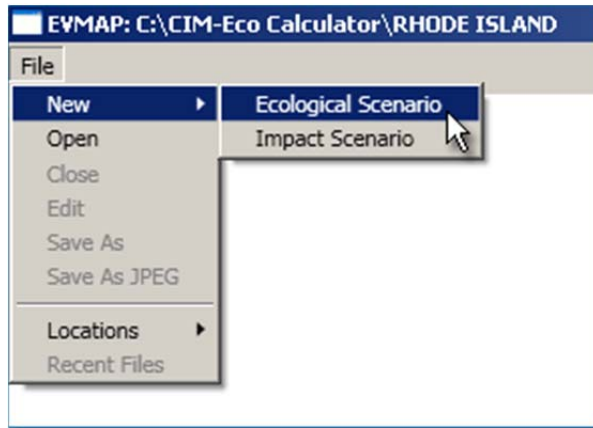 EVMAP: C:\CIM-Eco Calculator\RHODE ISLAND
File
New
Ecological Scenario
Open
Impact Scenario
Close
Edit
Save As
Save As JPEG
Locations
Recent Files